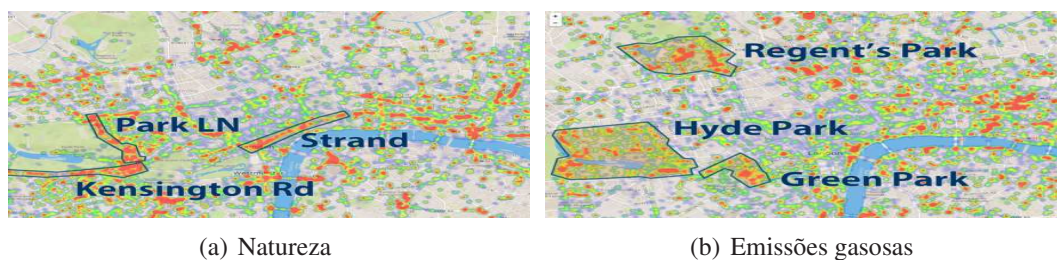 Park LN
Strand
Kensington Rd
Regent's Park
Hyde Park
Green Park
(a) Natureza
(b) Emissões gasosas